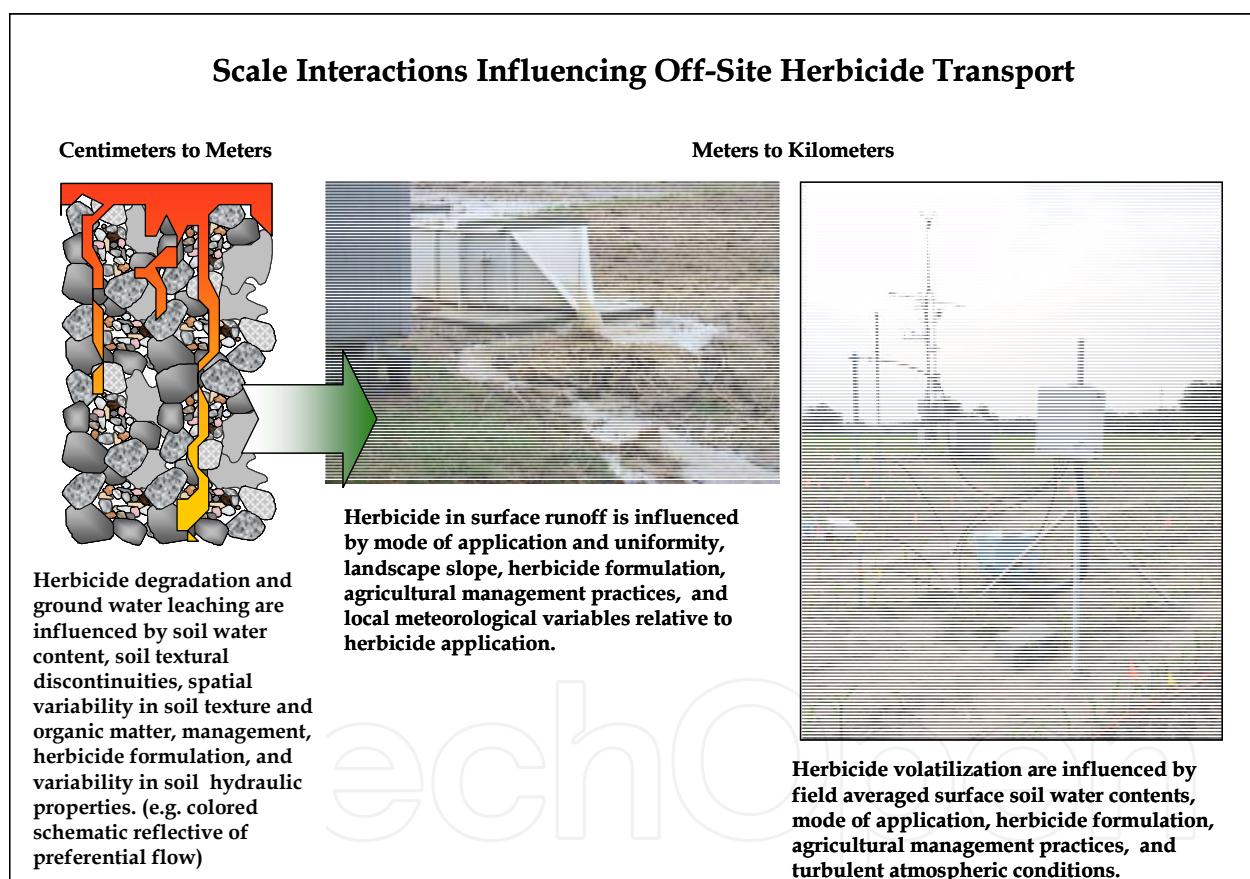 Scale Interactions Influencing Off-Site Herbicide Transport
Centimeters to Meters
Meters to Kilometers
Herbicide degradation and
ground water leaching are
influenced by soil water
content, soil textural
discontinuities, spatial
variability in soil texture and
organic matter, management,
herbicide formulation, and
variability in soil  hydraulic
properties. (e.g. colored
schematic reflective of
preferential flow)
Herbicide in surface runoff is influenced
by mode of application and uniformity,
landscape slope, herbicide formulation,
agricultural management practices,  and
local meteorological variables relative to
herbicide application.
Herbicide volatilization are influenced by
field averaged surface soil water contents,
mode of application, herbicide formulation,
agricultural management practices,  and
turbulent atmospheric conditions.
echOpen